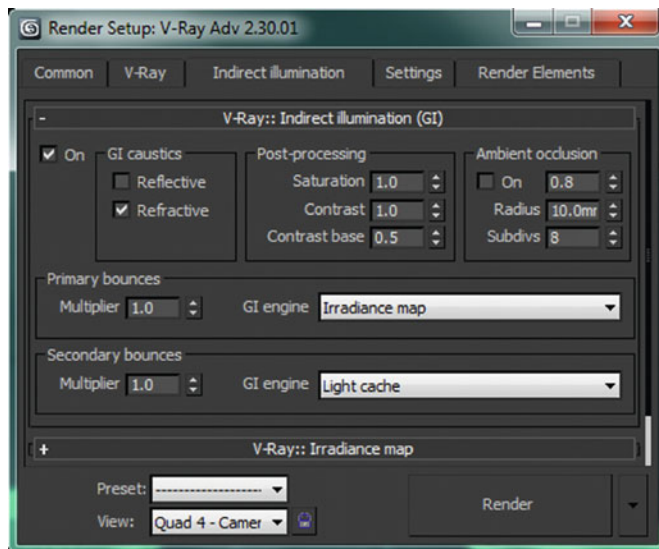 Render Setup: V-Ray Adv 2.30.01
Common V-Ray Indirect illumination Settings Render Elements
- V-Ray:: Indirect illumination (GI)
On GI caustics Post-processing Ambient occlusion
Reflective Saturation 1.0 On 0.8
Refractive Contrast 1.0 Radius 10.0mr
Contrast base 0.5 Subdivs 8
Primary bounces
Multiplier 1.0 GI engine Irradiance map
Secondary bounces
Multiplier 1.0 GI engine Light cache
+ V-Ray:: Irradiance map
Preset: -------------------
Render
View: Quad 4 - Camer